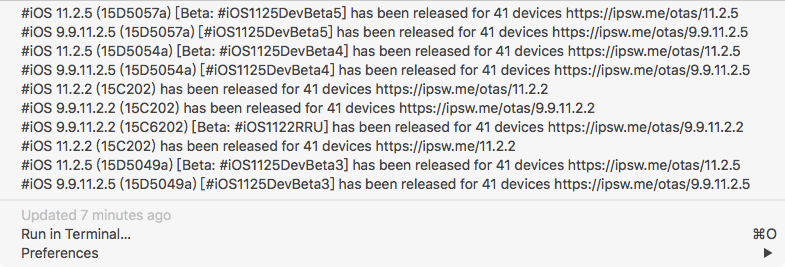 #iOS 11.2.5 (15D5057a) [Beta: #iOS1125DevBeta5] has been released for 41 devices https://ipsw.me/otas/11.2.5
#iOS 9.9.11.2.5 (15D5057a) [#iOS1125DevBeta5] has been released for 41 devices https://ipsw.me/otas/9.9.11.2.5
#iOS 11.2.5 (15D5054a) [Beta: #iOS1125DevBeta4] has been released for 41 devices https://ipsw.me/otas/11.2.5
#iOS 9.9.11.2.5 (15D5054a) [#iOS1125DevBeta4] has been released for 41 devices https://ipsw.me/otas/9.9.11.2.5
#iOS 11.2.2 (15C202) has been released for 41 devices https://ipsw.me/otas/11.2.2
#iOS 9.9.11.2.2 (15C202) has been released for 41 devices https://ipsw.me/otas/9.9.11.2.2
#iOS 9.9.11.2.2 (15C6202) [Beta: #iOS1122RRU] has been released for 41 devices https://ipsw.me/otas/9.9.11.2.2
#iOS 11.2.2 (15C202) has been released for 41 devices https://ipsw.me/11.2.2
#iOS 11.2.5 (15D5049a) [Beta: #iOS1125DevBeta3] has been released for 41 devices https://ipsw.me/otas/11.2.5
#iOS 9.9.11.2.5 (15D5049a) [#iOS1125DevBeta3] has been released for 41 devices https://ipsw.me/otas/9.9.11.2.5
Updated 7 minutes ago
Run in Terminal... ⌘O
Preferences ▶